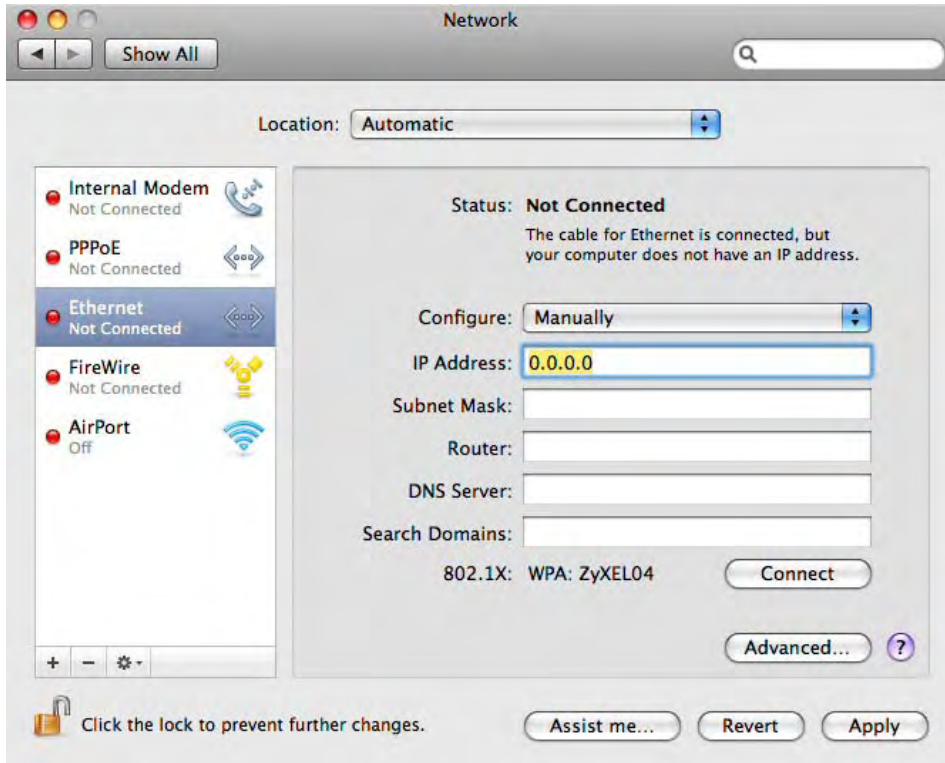 Network
Show All
Location: Automatic
Internal Modem
Not Connected
PPPoE
Not Connected
Ethernet
Not Connected
FireWire
Not Connected
AirPort
Off
Status: Not Connected
The cable for Ethernet is connected, but
your computer does not have an IP address.
Configure: Manually
IP Address: 0.0.0.0
Subnet Mask:
Router:
DNS Server:
Search Domains:
802.1X: WPA: ZyXEL04 Connect
Advanced... ?
+ −
Click the lock to prevent further changes. Assist me... Revert Apply